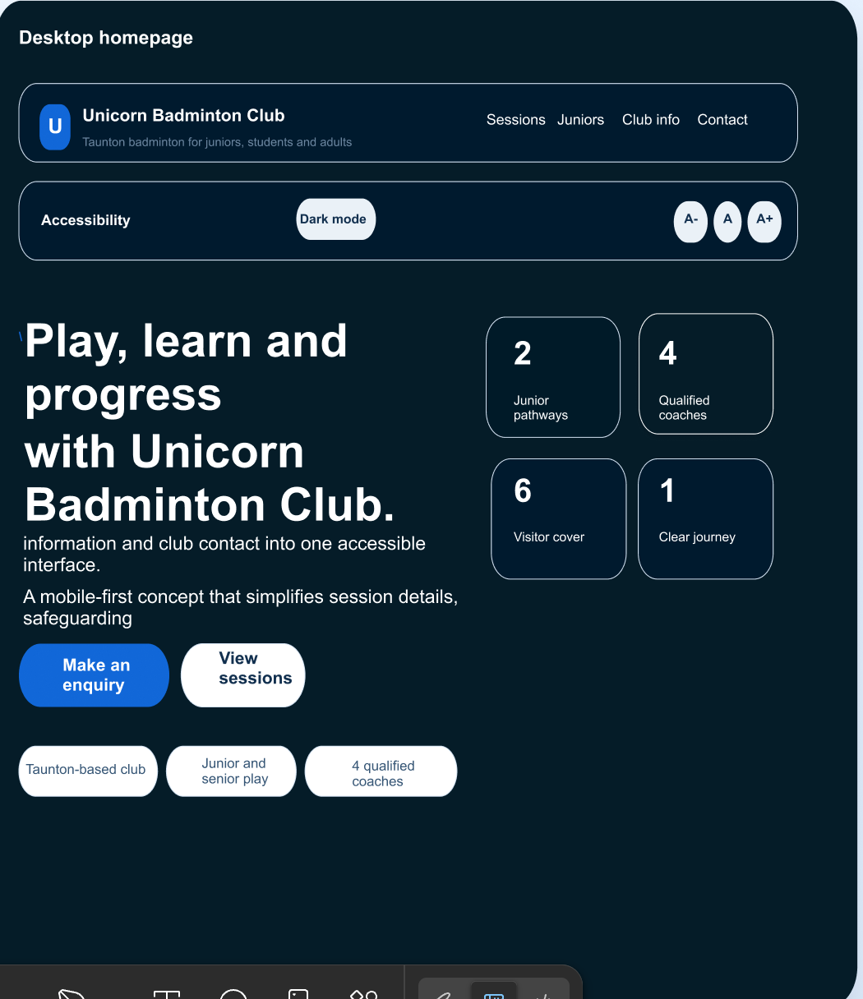 Desktop homepage
U
Unicorn Badminton Club
Taunton badminton for juniors, students and adults
Sessions Juniors Club info Contact
Accessibility
Dark mode
A- A A+
\
Play, learn and
progress
with Unicorn
Badminton Club.
information and club contact into one accessible
interface.
A mobile-first concept that simplifies session details,
safeguarding
Make an
enquiry
View
sessions
Taunton-based club
Junior and
senior play
4 qualified
coaches
2
Junior
pathways
4
Qualified
coaches
6
Visitor cover
1
Clear journey